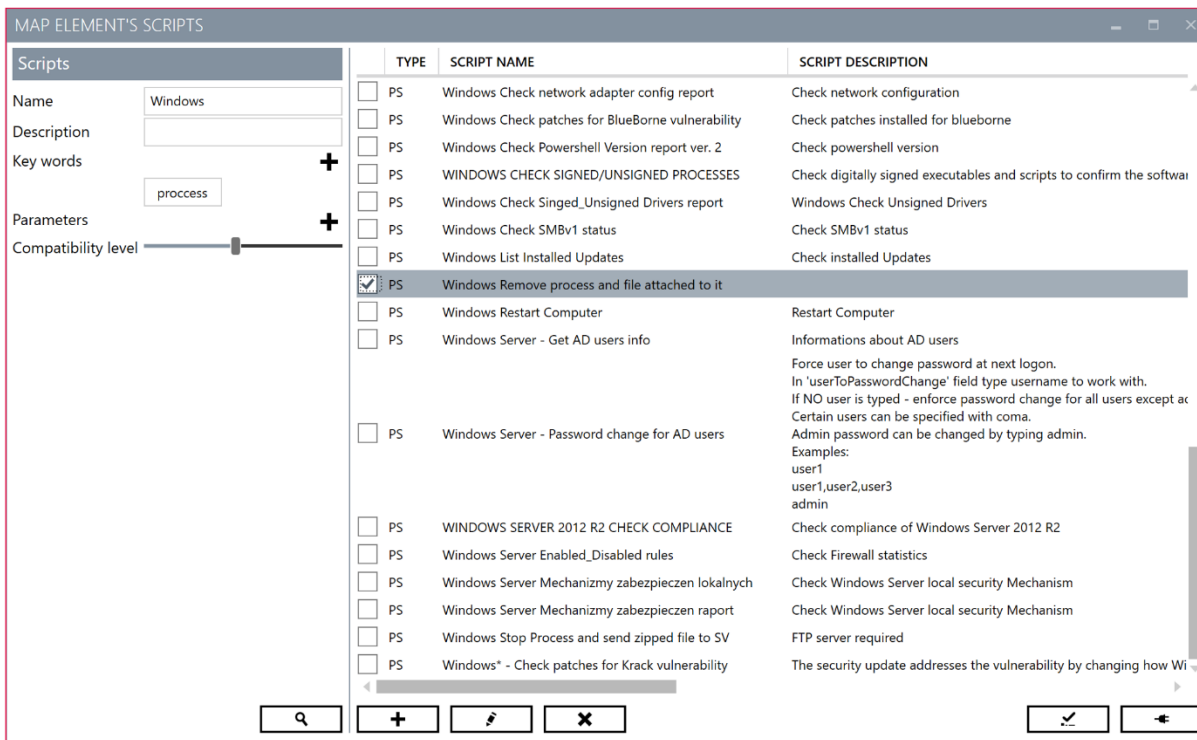 MAP ELEMENT'S SCRIPTS
Scripts
Name
Windows
Description
Key words
proccess
Parameters
Compatibility level
TYPE SCRIPT NAME SCRIPT DESCRIPTION
PS Windows Check network adapter config report Check network configuration
PS Windows Check patches for BlueBorne vulnerability Check patches installed for blueborne
PS Windows Check Powershell Version report ver. 2 Check powershell version
PS WINDOWS CHECK SIGNED/UNSIGNED PROCESSES Check digitally signed executables and scripts to confirm the softwar
PS Windows Check Singed_Unsigned Drivers report Windows Check Unsigned Drivers
PS Windows Check SMBv1 status Check SMBv1 status
PS Windows List Installed Updates Check installed Updates
PS Windows Remove process and file attached to it
PS Windows Restart Computer Restart Computer
PS Windows Server - Get AD users info Informations about AD users
Force user to change password at next logon.
In 'userToPasswordChange' field type username to work with.
If NO user is typed - enforce password change for all users except
Certain users can be specified with coma.
PS Windows Server - Password change for AD users Admin password can be changed by typing admin.
Examples:
user1
user1,user2,user3
admin
PS WINDOWS SERVER 2012 R2 CHECK COMPLIANCE Check compliance of Windows Server 2012 R2
PS Windows Server Enabled_Disabled rules Check Firewall statistics
PS Windows Server Mechanizmy zabezpieczen lokalnych Check Windows Server local security Mechanism
PS Windows Server Mechanizmy zabezpieczen raport Check Windows Server local security Mechanism
PS Windows Stop Process and send zipped file to SV FTP server required
PS Windows* - Check patches for Krack vulnerability The security update addresses the vulnerability by changing how Wi